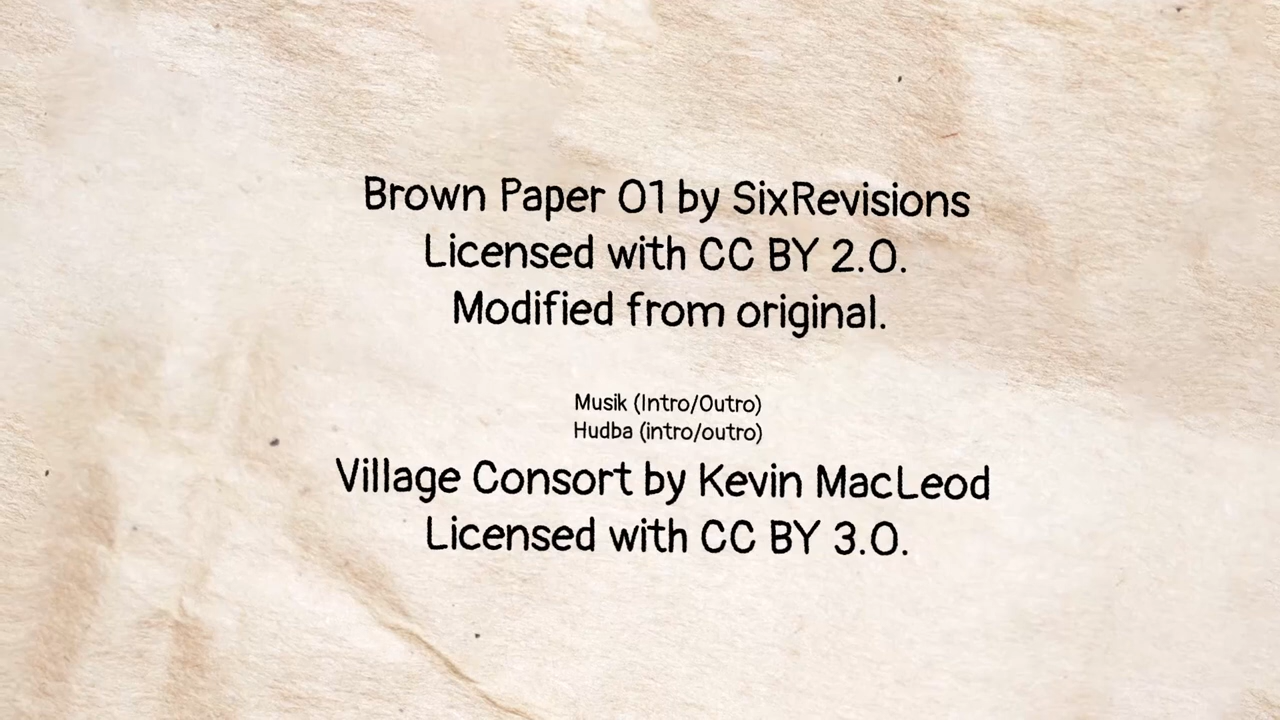 Brown Paper 01 by SixRevisions
Licensed with CC BY 2.0.
Modified from original.
Musik (Intro/Outro)
Hudba (intro/outro)
Village Consort by Kevin MacLeod
Licensed with CC BY 3.0.